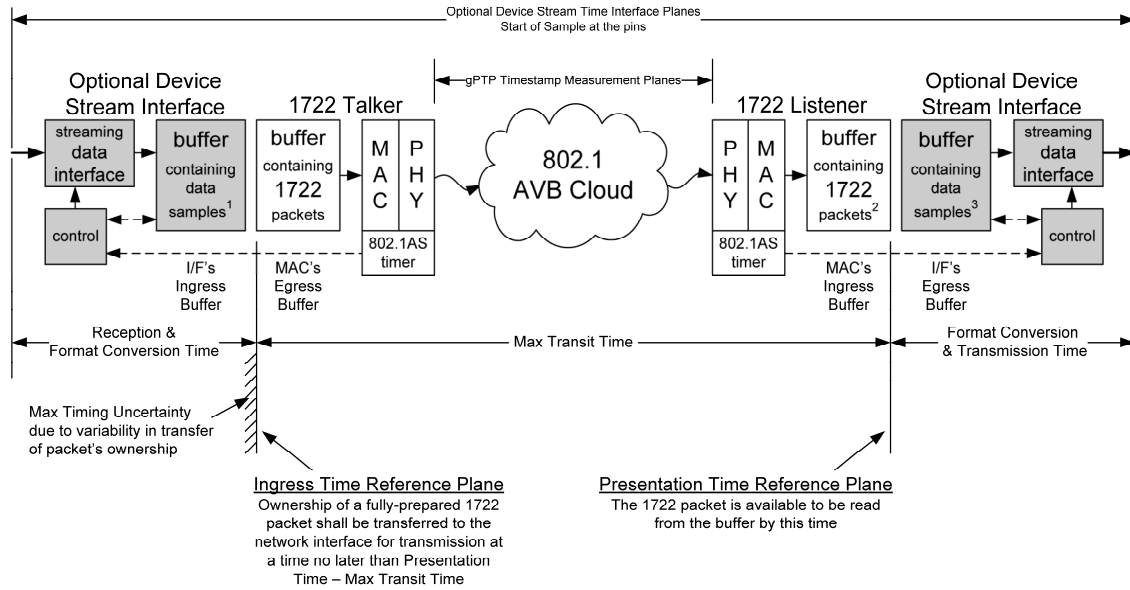 Optional Device Stream Time Interface Planes
Start of Sample at the pins
Optional Device
Stream Interface
gPTP Timestamp Measurement Planes
Optional Device
Stream Interface
1722 Talker
1722 Listener
streaming
data
interface
buffer
containing
data
samples1
control
buffer
containing
1722
packets
M
A
C
P
H
Y
802.1AS
timer
802.1
AVB Cloud
P
H
Y
M
A
C
802.1AS
timer
buffer
containing
1722
packets2
buffer
containing
data
samples3
streaming
data
interface
control
I/F's
Ingress
Buffer
MAC's
Egress
Buffer
MAC's
Ingress
Buffer
I/F's
Egress
Buffer
Reception &
Format Conversion Time
Max Transit Time
Format Conversion
& Transmission Time
Max Timing Uncertainty
due to variability in transfer
of packet's ownership
Ingress Time Reference Plane
Ownership of a fully-prepared 1722
packet shall be transferred to the
network interface for transmission at
a time no later than Presentation
Time – Max Transit Time
Presentation Time Reference Plane
The 1722 packet is available to be read
from the buffer by this time